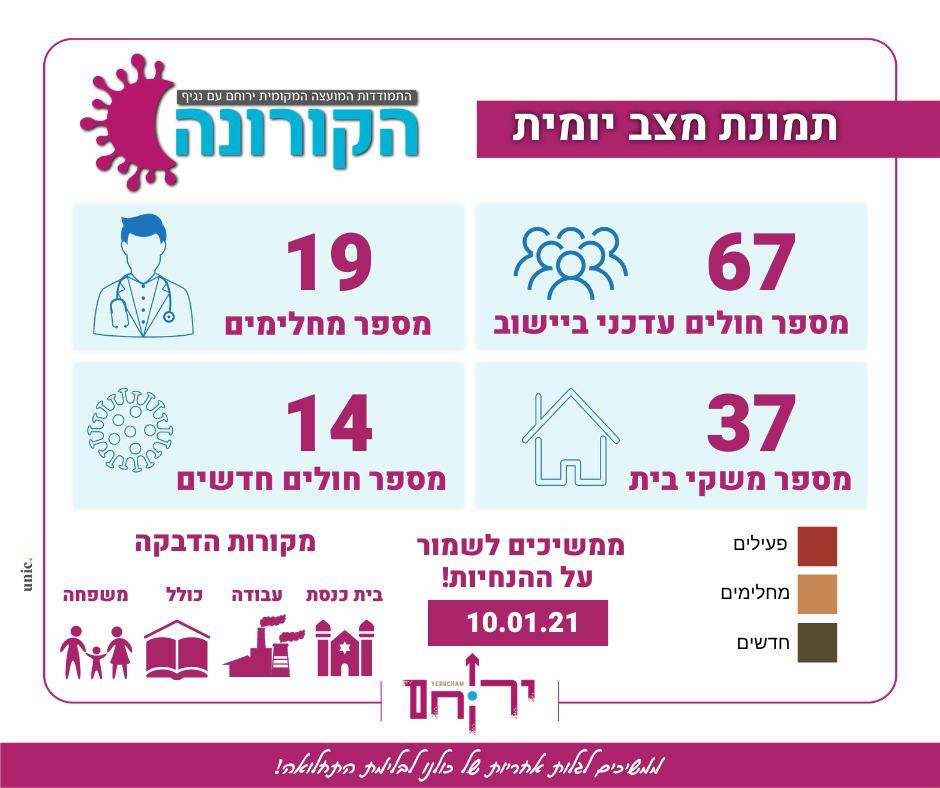 תמונת מצב יומית
התמודדות המועצה המקומית ירוחם עם נגיף
הקורונה
67
מספר חולים עדכני ביישוב
19
מספר מחלימים
37
מספר משקי בית
14
מספר חולים חדשים
פעילים
מחלימים
חדשים
ממשיכים לשמור
על ההנחיות!
10.01.21
מקורות הדבקה
בית כנסת
עבודה
כולל
משפחה
unic.
YERUCHAM
ירוחם
ממשיכים לגלות אחריות של כולנו לבלימת התחלואה!